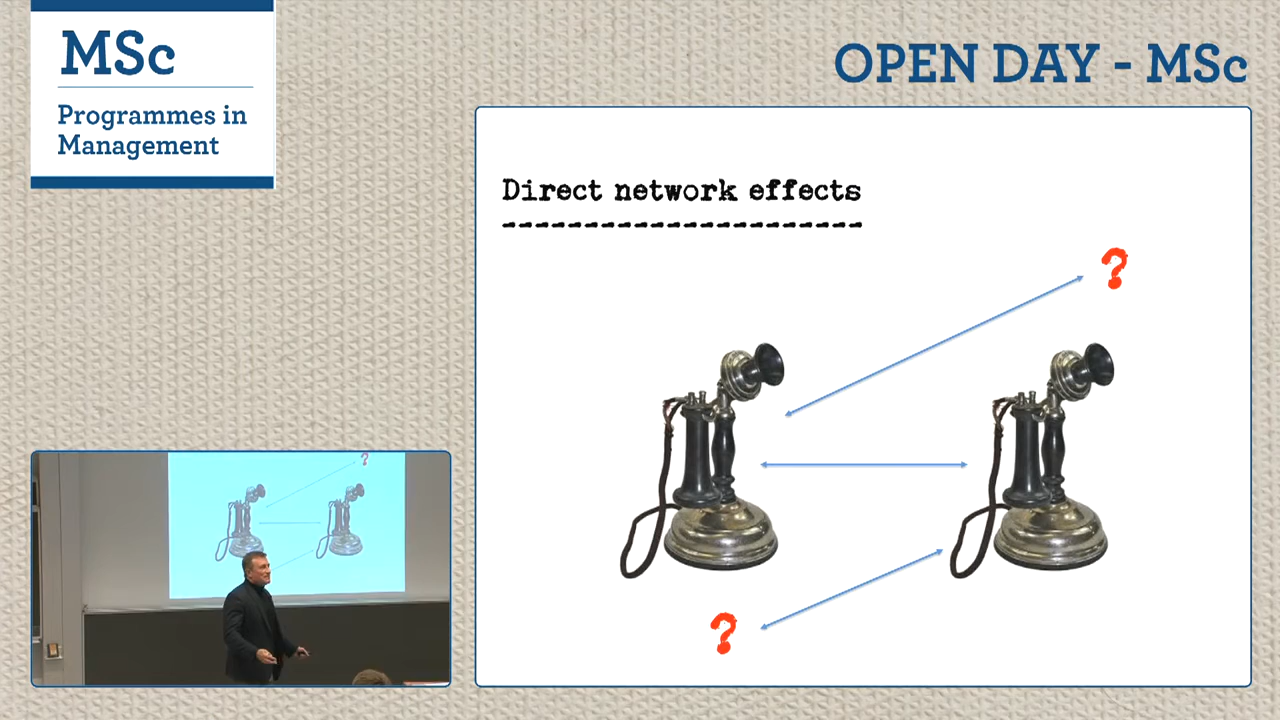 MSc
Programmes in
Management
OPEN DAY - MSc
Direct network effects
----------------------
?
?
?